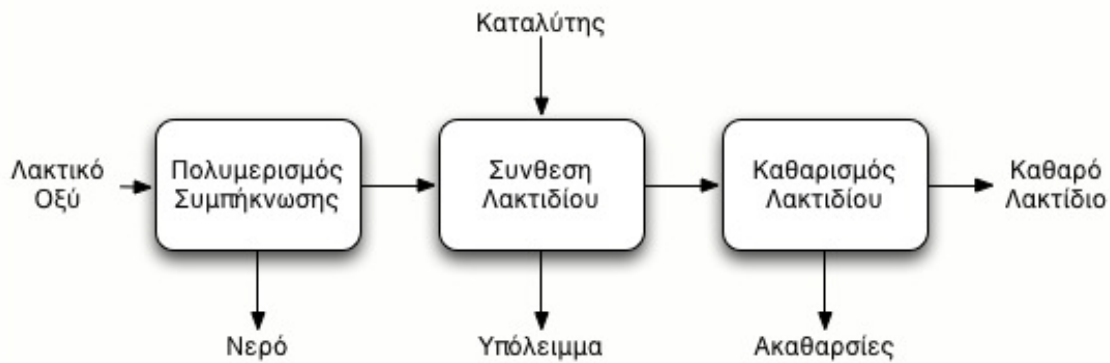 Καταλύτης
Λακτικό
Οξύ
Πολυμερισμός
Συμπήκνωσης
Συνθεση
Λακτιδίου
Καθαρισμός
Λακτιδίου
Καθαρό
Λακτίδιο
Νερό
Υπόλειμμα
Ακαθαρσίες